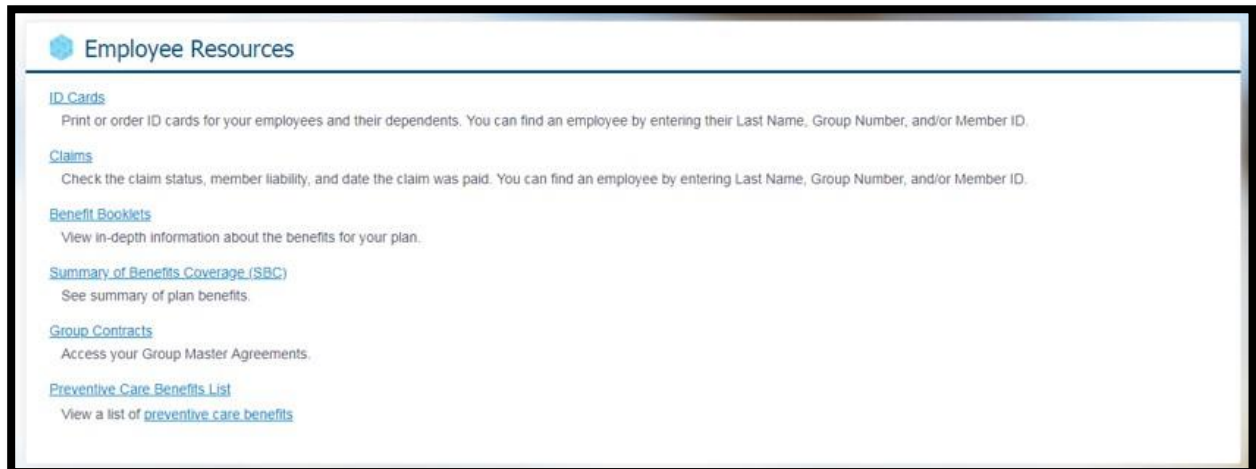 Employee Resources
ID Cards
Print or order ID cards for your employees and their dependents. You can find an employee by entering their Last Name, Group Number, and/or Member ID.
Claims
Check the claim status, member liability, and date the claim was paid. You can find an employee by entering Last Name, Group Number, and/or Member ID.
Benefit Booklets
View in-depth information about the benefits for your plan.
Summary of Benefits Coverage (SBC)
See summary of plan benefits.
Group Contracts
Access your Group Master Agreements.
Preventive Care Benefits List
View a list of preventive care benefits